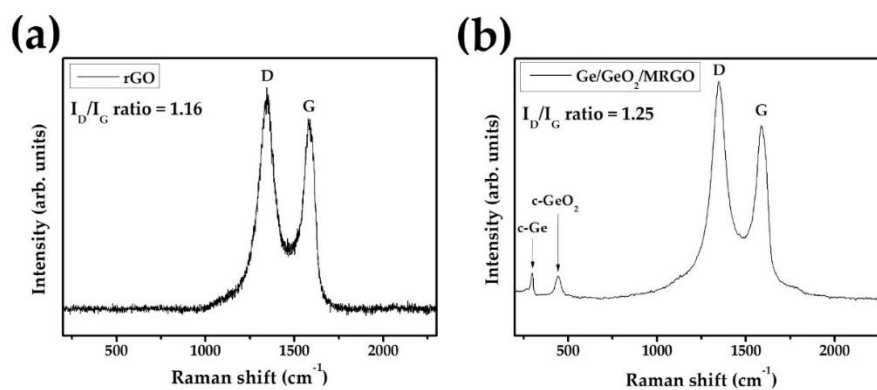 (a)
rGO
I_D/I_G ratio = 1.16
D
G
Intensity (arb. units)
500 1000 1500 2000
Raman shift (cm⁻¹)
(b)
Ge/GeO₂/MRGO
I_D/I_G ratio = 1.25
D
G
c-GeO₂
c-Ge
Intensity (arb. units)
500 1000 1500 2000
Raman shift (cm⁻¹)